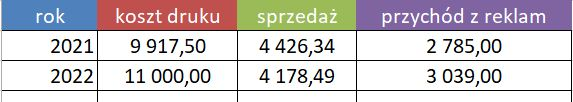 rok koszt druku sprzedaż przychód z reklam
2021 9 917,50 4 426,34 2 785,00
2022 11 000,00 4 178,49 3 039,00